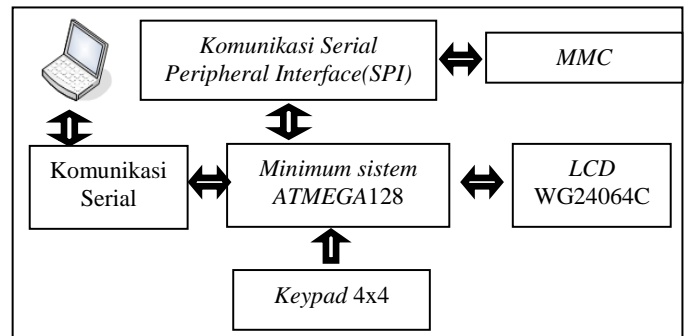 Komunikasi Serial
Peripheral Interface(SPI)
MMC
Komunikasi
Serial
Minimum sistem
ATMEGA128
LCD
WG24064C
Keypad 4x4